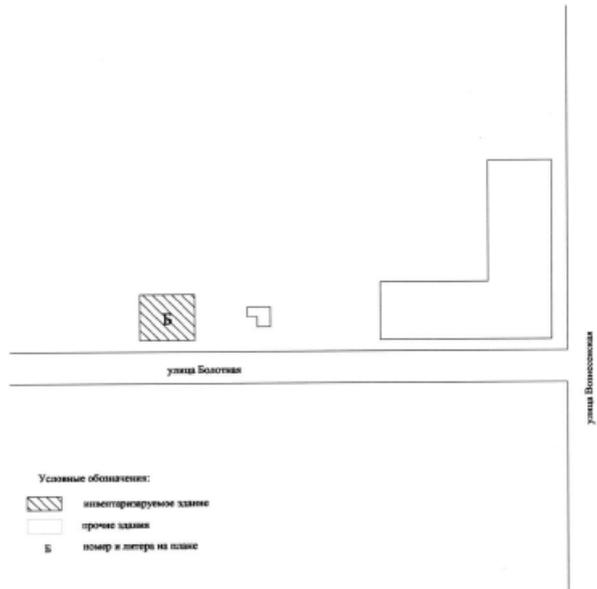 Б
улица Болотная
улица Вознесенская
Условные обозначения:
инвентаризируемое здание
прочие здания
Б номер и литера на плане